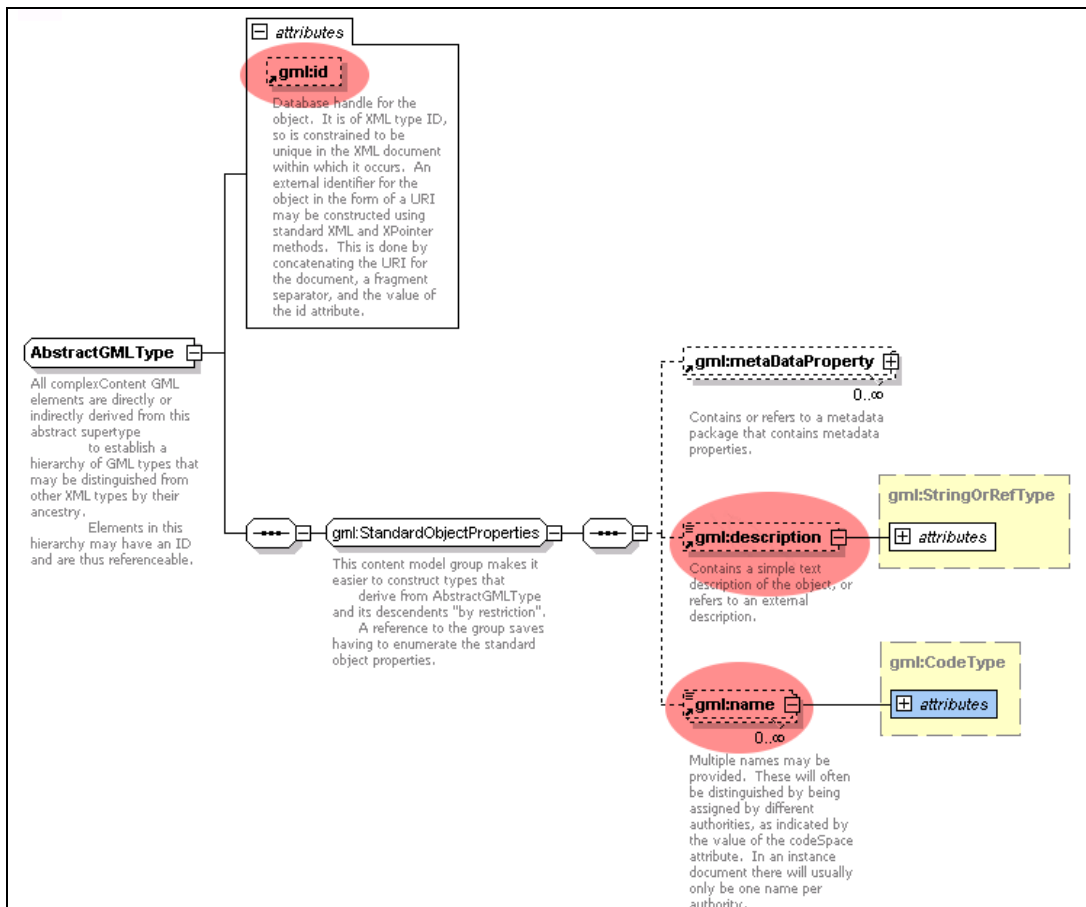 attributes
gml:id
Database handle for the
object.  It is of XML type ID,
so is constrained to be
unique in the XML document
within which it occurs.  An
external identifier for the
object in the form of a URI
may be constructed using
standard XML and XPointer
methods.  This is done by
concatenating the URI for
the document, a fragment
separator, and the value of
the id attribute.
AbstractGMLType
All complexContent GML
elements are directly or
indirectly derived from this
abstract supertype
to establish a
hierarchy of GML types that
may be distinguished from
other XML types by their
ancestry.
Elements in this
hierarchy may have an ID
and are thus referenceable.
gml:StandardObjectProperties
This content model group makes it
easier to construct types that
derive from AbstractGMLType
and its descendents "by restriction".
A reference to the group saves
having to enumerate the standard
object properties.
gml:metaDataProperty
0..∞
Contains or refers to a metadata
package that contains metadata
properties.
gml:StringOrRefType
gml:description
attributes
Contains a simple text
description of the object, or
refers to an external
description.
gml:CodeType
gml:name
attributes
0..∞
Multiple names may be
provided.  These will often
be distinguished by being
assigned by different
authorities, as indicated by
the value of the codeSpace
attribute.  In an instance
document there will usually
only be one name per
authority.